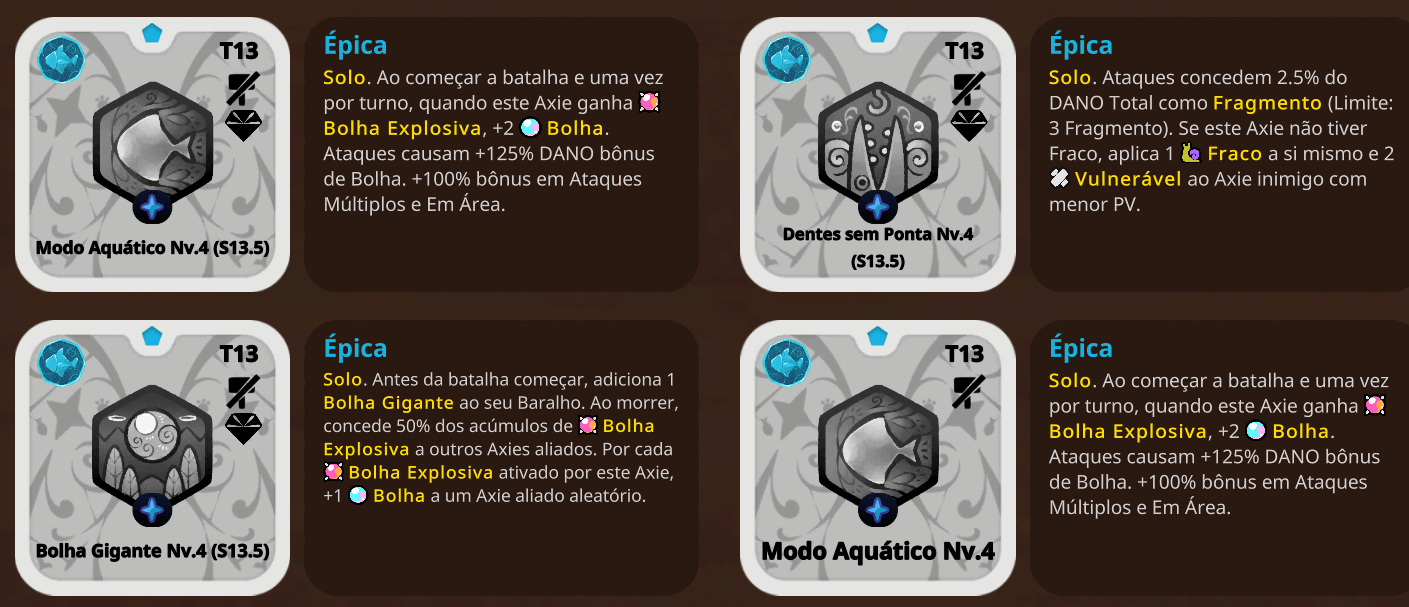 T13
Modo Aquático Nv.4 (S13.5)
Épica
Solo. Ao começar a batalha e uma vez
por turno, quando este Axie ganha
Bolha Explosiva, +2 Bolha.
Ataques causam +125% DANO bônus
de Bolha. +100% bônus em Ataques
Múltiplos e Em Área.
T13
Dentes sem Ponta Nv.4
(S13.5)
Épica
Solo. Ataques concedem 2.5% do
DANO Total como Fragmento (Limite:
3 Fragmento). Se este Axie não tiver
Fraco, aplica 1 Fraco a si mismo e 2
Vulnerável ao Axie inimigo com
menor PV.
T13
Bolha Gigante Nv.4 (S13.5)
Épica
Solo. Antes da batalha começar, adiciona 1
Bolha Gigante ao seu Baralho. Ao morrer,
concede 50% dos acúmulos de Bolha
Explosiva a outros Axies aliados. Por cada
Bolha Explosiva ativado por este Axie,
+1 Bolha a um Axie aliado aleatório.
T13
Modo Aquático Nv.4
Épica
Solo. Ao começar a batalha e uma vez
por turno, quando este Axie ganha
Bolha Explosiva, +2 Bolha.
Ataques causam +125% DANO bônus
de Bolha. +100% bônus em Ataques
Múltiplos e Em Área.